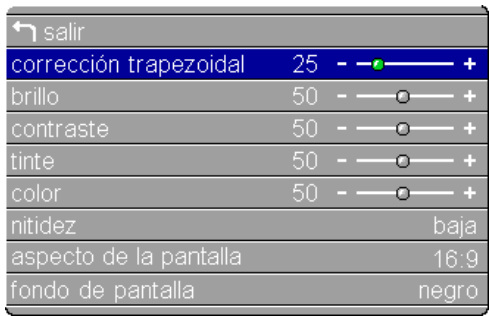 salir
corrección trapezoidal 25 - +
brillo 50 - +
contraste 50 - +
tinte 50 - +
color 50 - +
nitidez baja
aspecto de la pantalla 16:9
fondo de pantalla negro